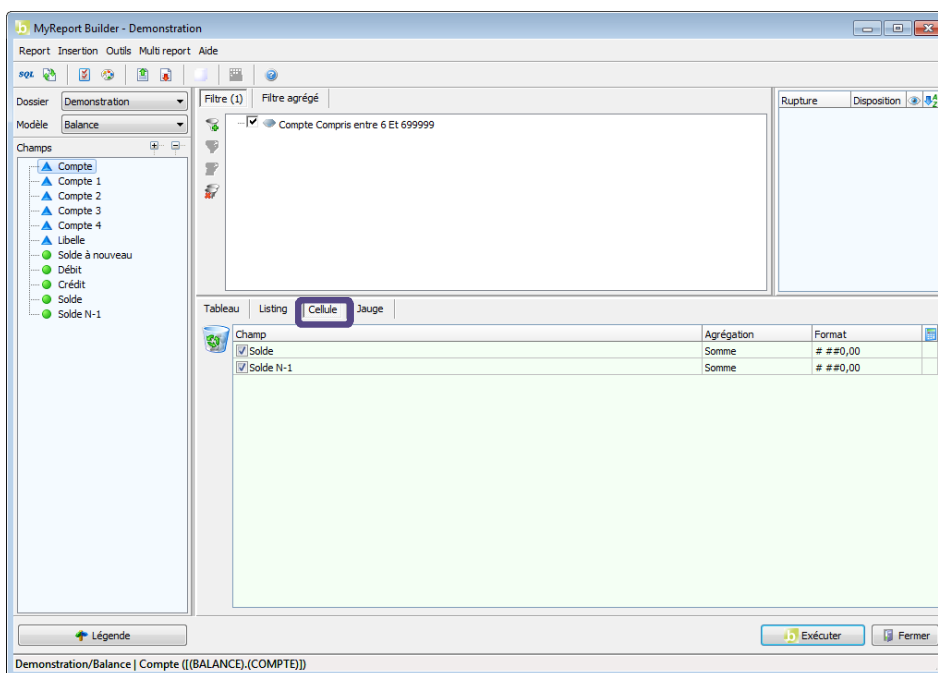 MyReport Builder - Demonstration
Report Insertion Outils Multi report Aide
SQL
Dossier Demonstration
Modèle Balance
Champs
Compte
Compte 1
Compte 2
Compte 3
Compte 4
Libelle
Solde à nouveau
Débit
Crédit
Solde
Solde N-1
Filtre (1) Filtre agrégé
Compte Compris entre 6 Et 699999
Rupture Disposition
Tableau Listing Cellule Jauge
Champ Agrégation Format
Solde Somme # ##0,00
Solde N-1 Somme # ##0,00
Légende
Exécuter Fermer
Demonstration/Balance | Compte ([(BALANCE).(COMPTE)])